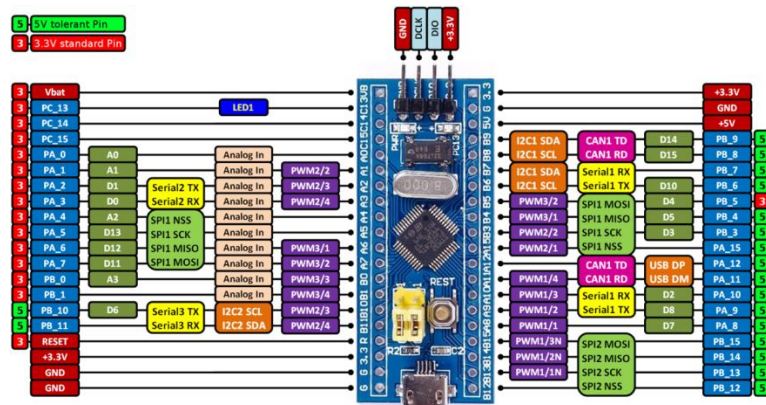 5 5V tolerant Pin
3 3.3V standard Pin
GND DCLK DIO +3.3V
3 Vbat
3 PC_13 LED1
3 PC_14
3 PC_15
3 PA_0 A0 Analog In
3 PA_1 A1 Analog In PWM2/2
3 PA_2 D1 Serial2 TX Analog In PWM2/3
3 PA_3 D0 Serial2 RX Analog In PWM2/4
3 PA_4 A2 SPI1 NSS Analog In
3 PA_5 D13 SPI1 SCK Analog In
3 PA_6 D12 SPI1 MISO Analog In PWM3/1
3 PA_7 D11 SPI1 MOSI Analog In PWM3/2
3 PB_0 A3 Analog In PWM3/3
3 PB_1 Analog In PWM3/4
5 PB_10 D6 Serial3 TX I2C2 SCL PWM2/3
5 PB_11 Serial3 RX I2C2 SDA PWM2/4
3 RESET
+3.3V
GND
GND
REST
+3.3V
GND
+5V
I2C1 SDA CAN1 TD D14 PB_9 5
I2C1 SCL CAN1 RD D15 PB_8 5
I2C1 SDA Serial1 RX PB_7 5
I2C1 SCL Serial1 TX D10 PB_6 5
PWM3/2 SPI1 MOSI D4 PB_5 3
PWM3/1 SPI1 MISO D5 PB_4 5
PWM2/2 SPI1 SCK D3 PB_3 5
PWM2/1 SPI1 NSS PA_15 5
CAN1 TD USB DP PA_12 5
PWM1/4 CAN1 RD USB DM PA_11 5
PWM1/3 Serial1 RX D2 PA_10 5
PWM1/2 Serial1 TX D8 PA_9 5
PWM1/1 D7 PA_8 5
PWM1/3N SPI2 MOSI PB_15 5
PWM1/2N SPI2 MISO PB_14 5
PWM1/1N SPI2 SCK PB_13 5
SPI2 NSS PB_12 5